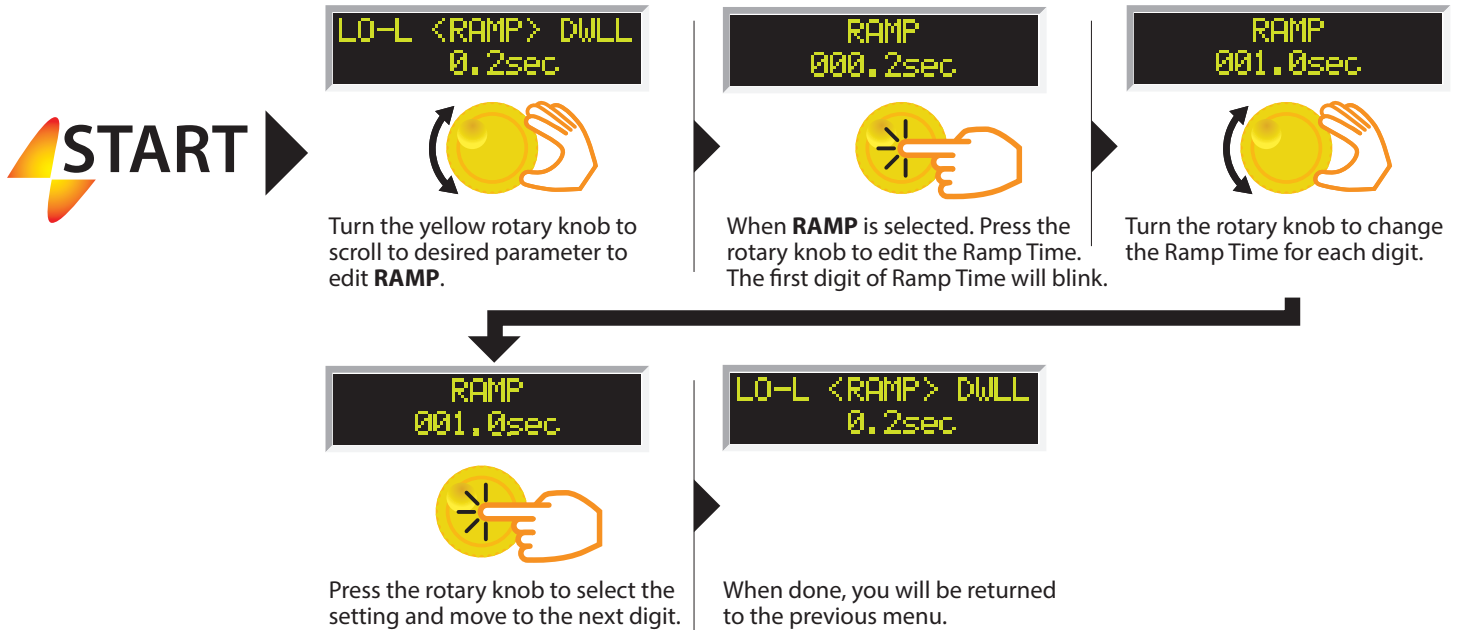 START
LO-L <RAMP> DWLL
0.2sec
Turn the yellow rotary knob to
scroll to desired parameter to
edit RAMP.
RAMP
000.2sec
When RAMP is selected. Press the
rotary knob to edit the Ramp Time.
The first digit of Ramp Time will blink.
RAMP
001.0sec
Turn the rotary knob to change
the Ramp Time for each digit.
RAMP
001.0sec
Press the rotary knob to select the
setting and move to the next digit.
LO-L <RAMP> DWLL
0.2sec
When done, you will be returned
to the previous menu.